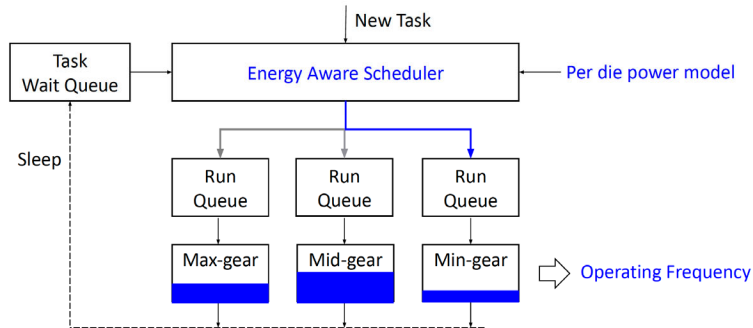 New Task
Task
Wait Queue
Energy Aware Scheduler
Per die power model
Sleep
Run
Queue
Run
Queue
Run
Queue
Max-gear
Mid-gear
Min-gear
Operating Frequency